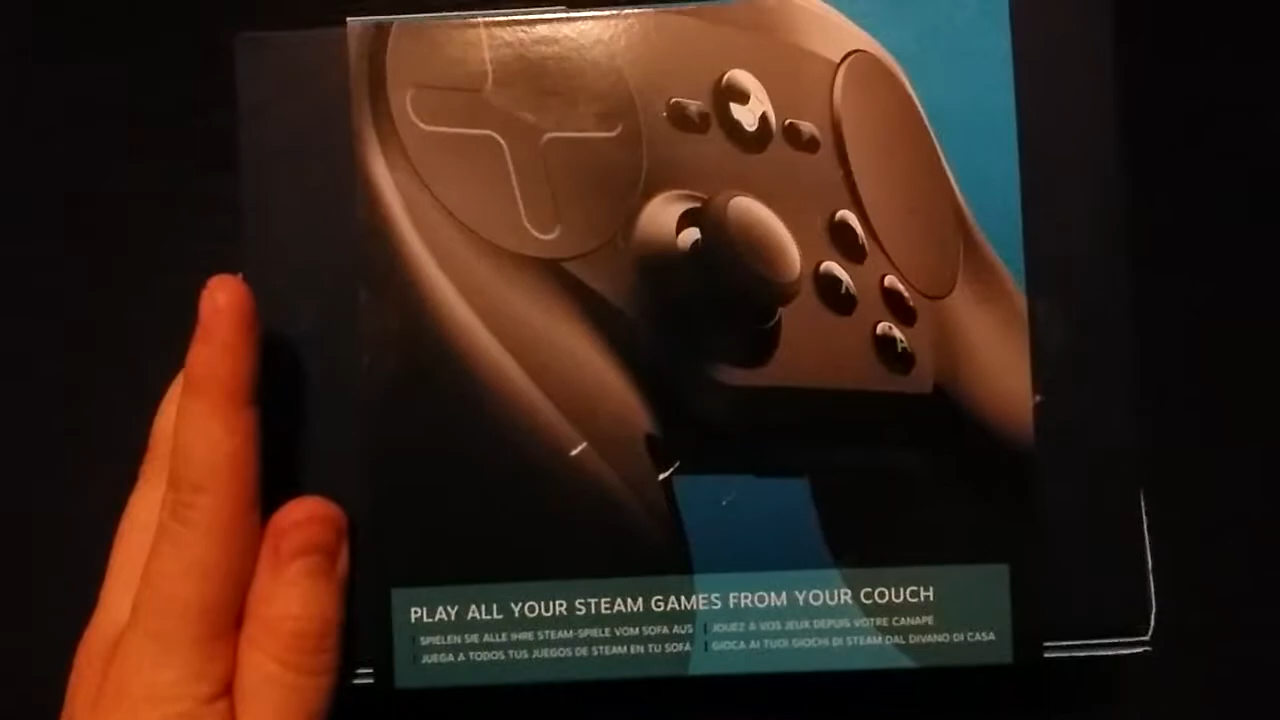 Y
A
PLAY ALL YOUR STEAM GAMES FROM YOUR COUCH
SPIELEN SIE ALLE IHRE STEAM-SPIELE VOM SOFA AUS
JOUEZ A VOS JEUX DEPUIS VOTRE CANAPÉ
JUEGA A TODOS TUS JUEGOS DE STEAM EN TU SOFÁ
GIOCA AI TUOI GIOCHI DI STEAM DAL DIVANO DI CASA